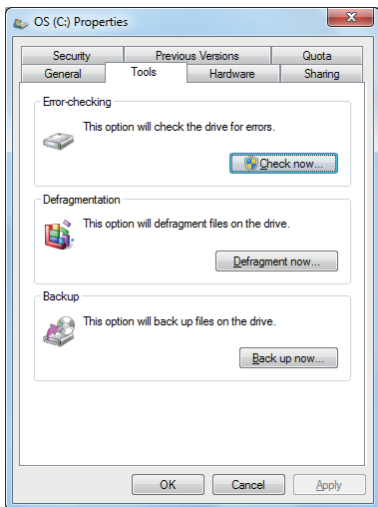 OS (C:) Properties
Security Previous Versions Quota
General Tools Hardware Sharing
Error-checking
This option will check the drive for errors.
Check now...
Defragmentation
This option will defragment files on the drive.
Defragment now...
Backup
This option will back up files on the drive.
Back up now...
OK Cancel Apply